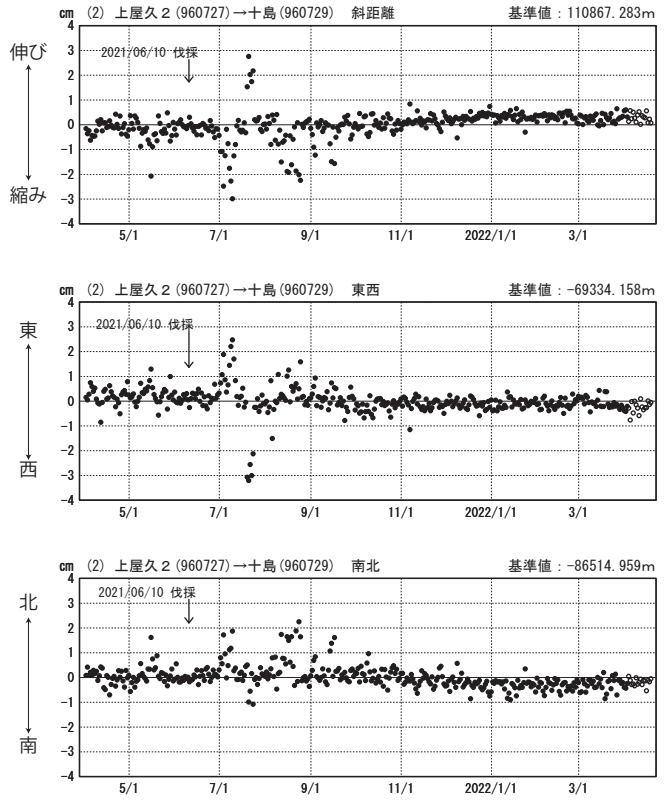 cm (2) 上屋久２(960727)→十島(960729) 斜距離 基準値：110867.283m
伸び
縮み
2021/06/10 伐採
4
3
2
1
0
-1
-2
-3
-4
5/1 7/1 9/1 11/1 2022/1/1 3/1
cm (2) 上屋久２(960727)→十島(960729) 東西 基準値：-69334.158m
東
西
2021/06/10 伐採
4
3
2
1
0
-1
-2
-3
-4
5/1 7/1 9/1 11/1 2022/1/1 3/1
cm (2) 上屋久２(960727)→十島(960729) 南北 基準値：-86514.959m
北
南
2021/06/10 伐採
4
3
2
1
0
-1
-2
-3
-4
5/1 7/1 9/1 11/1 2022/1/1 3/1